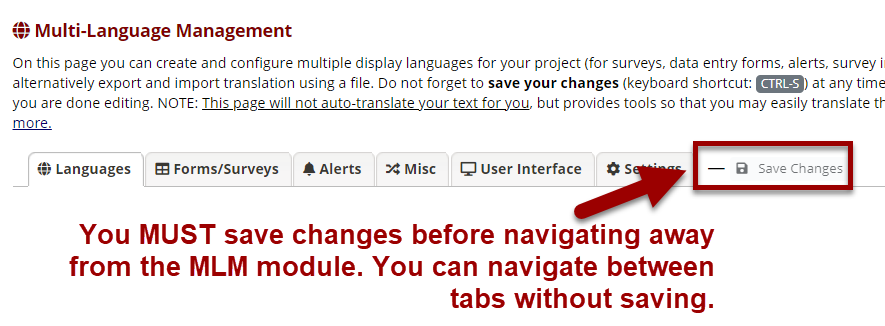 Multi-Language Management
On this page you can create and configure multiple display languages for your project (for surveys, data entry forms, alerts, survey
alternatively export and import translation using a file. Do not forget to save your changes (keyboard shortcut: CTRL-S) at any time
you are done editing. NOTE: This page will not auto-translate your text for you, but provides tools so that you may easily translate
more.
Languages Forms/Surveys Alerts Misc User Interface Settings — Save Changes
You MUST save changes before navigating away
from the MLM module. You can navigate between
tabs without saving.